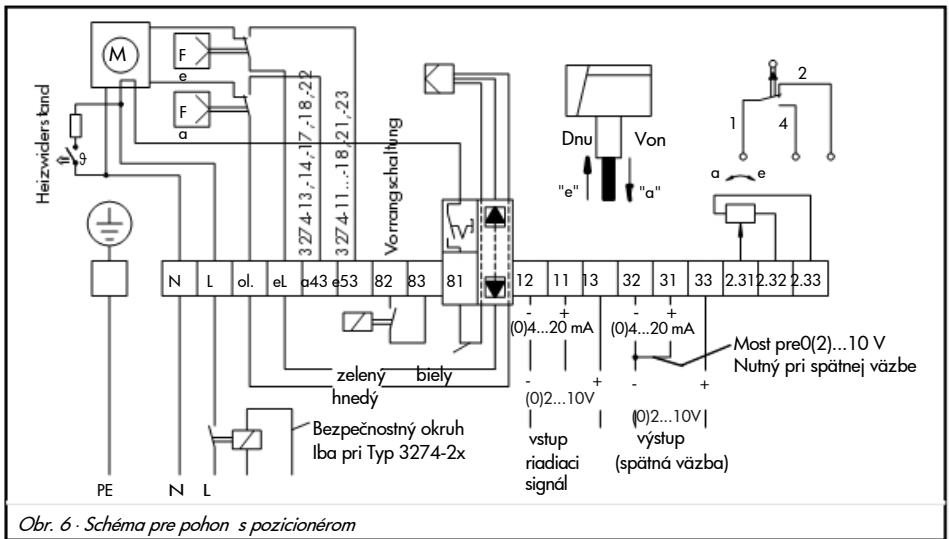 M
F
e
F
a
Heizwiderstand
ϑ
3274-13,-14,-17,-18,-22
3274-11...-18,21,-23
Vorrangschaltung
Dnu Von
"e" "a"
2
1 4
a e
N L ol. eL a43 e53 82 83 81 12 11 13 32 31 33 2.31 2.32 2.33
- + - +
(0)4...20 mA (0)4...20 mA
Most pre0(2)...10 V
Nutný pri spätnej väzbe
zelený biely
hnedý
- + - +
(0)2...10V (0)2...10V
Bezpečnostný okruh
Iba pri Typ 3274-2x
vstup
riadiaci
signál
výstup
(spätná väzba)
PE N L
Obr. 6 · Schéma pre pohon s pozicionérom